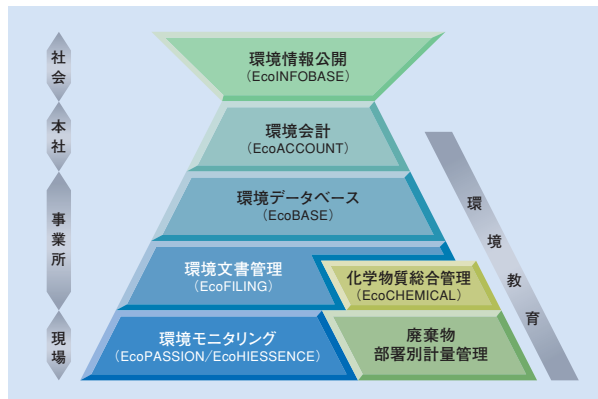 社会
環境情報公開
(EcoINFOBASE)
本社
環境会計
(EcoACCOUNT)
事業所
環境データベース
(EcoBASE)
環境文書管理
(EcoFILING)
化学物質総合管理
(EcoCHEMICAL)
現場
環境モニタリング
(EcoPASSION/EcoHIESSENCE)
廃棄物
部署別計量管理
環境教育